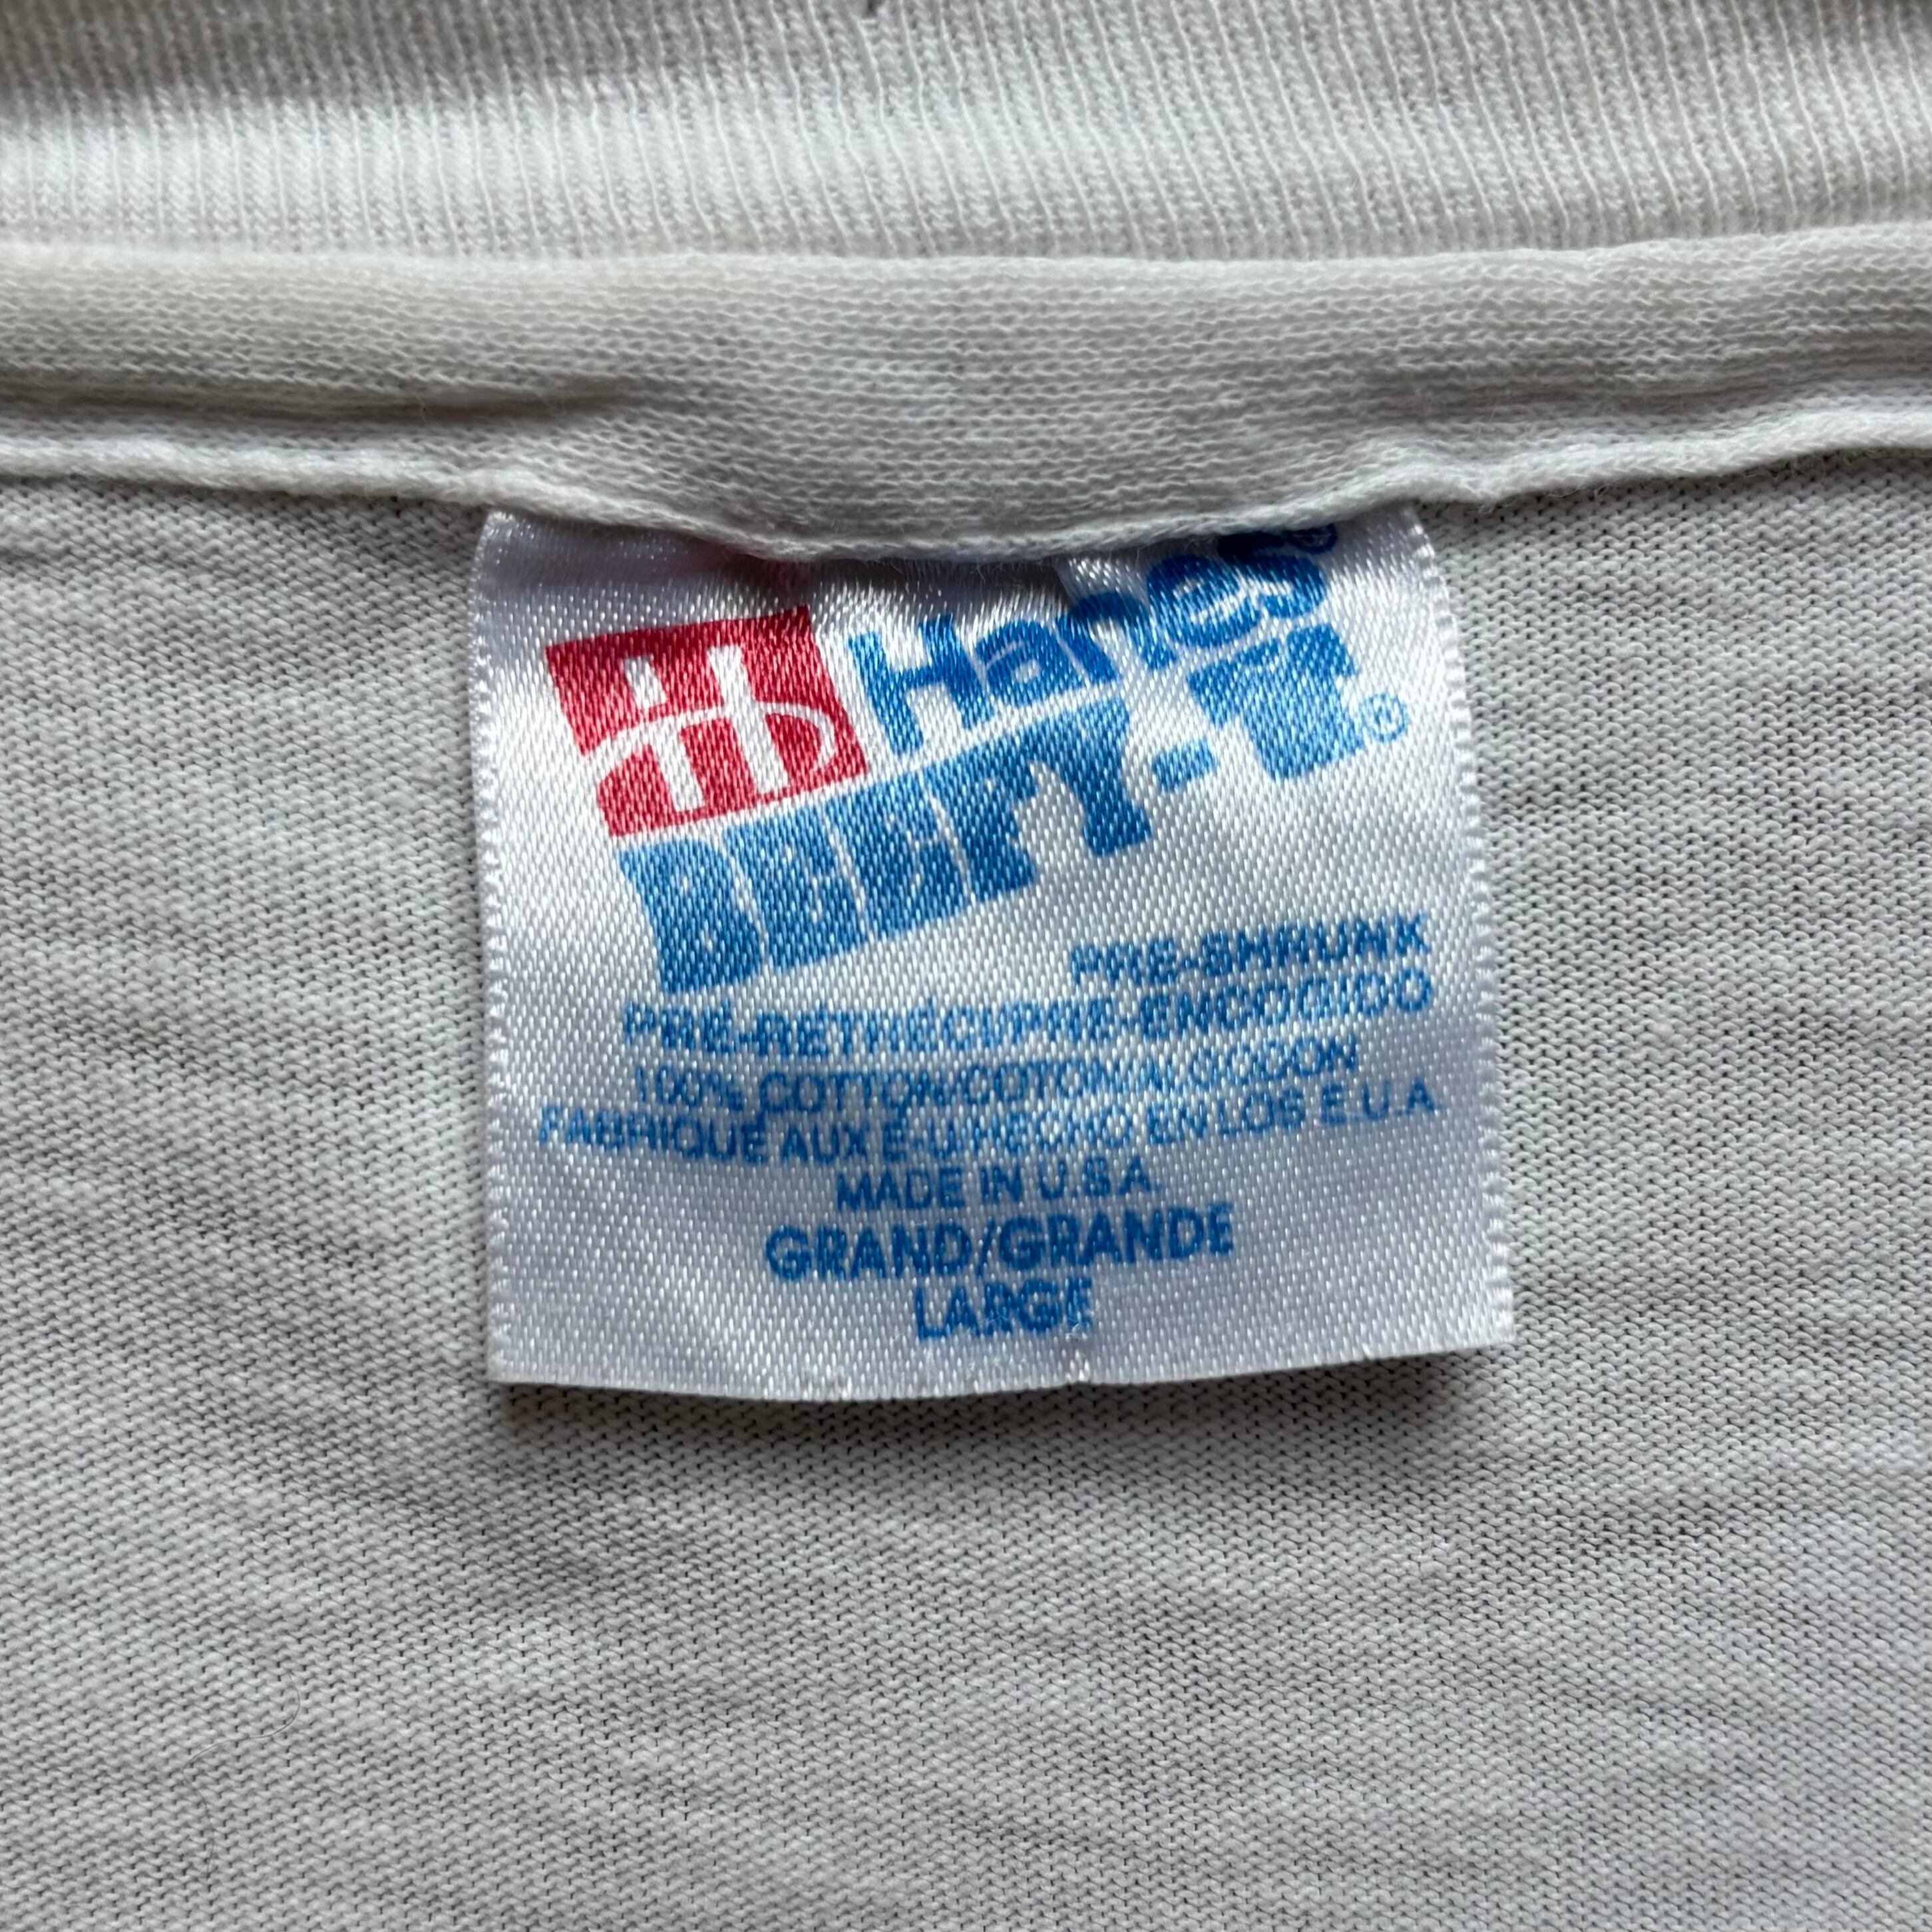 Hanes®
BEEFY-T®
PRE-SHRUNK
PRÉ-RETRÉCI/PRE-ENCOGIDO
100% COTTON/COTON/ALGODON
FABRIQUÉ AUX É-U/HECHO EN LOS E.U.A
MADE IN U.S.A
GRAND/GRANDE
LARGE